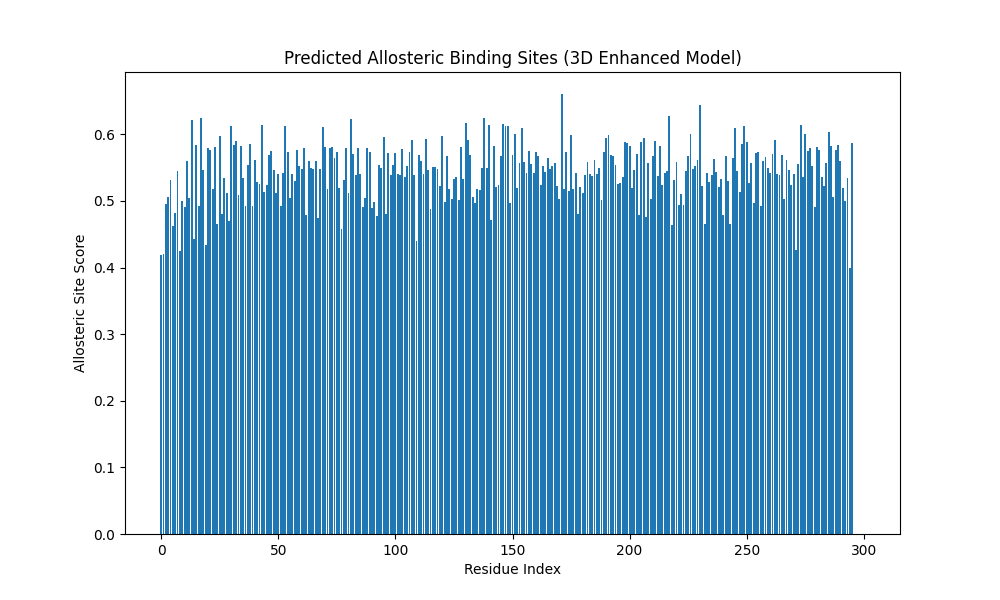 Predicted Allosteric Binding Sites (3D Enhanced Model)
Allosteric Site Score
0.6
0.5
0.4
0.3
0.2
0.1
0.0
0 50 100 150 200 250 300
Residue Index